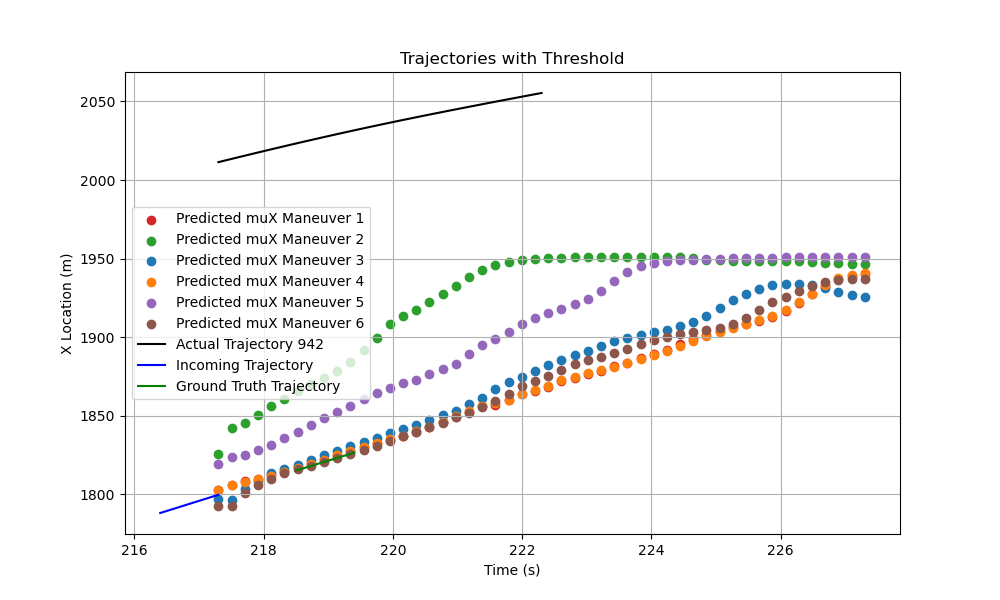 Trajectories with Threshold
X Location (m)
2050
2000
1950
1900
1850
1800
Predicted muX Maneuver 1
Predicted muX Maneuver 2
Predicted muX Maneuver 3
Predicted muX Maneuver 4
Predicted muX Maneuver 5
Predicted muX Maneuver 6
Actual Trajectory 942
Incoming Trajectory
Ground Truth Trajectory
216 218 220 222 224 226
Time (s)